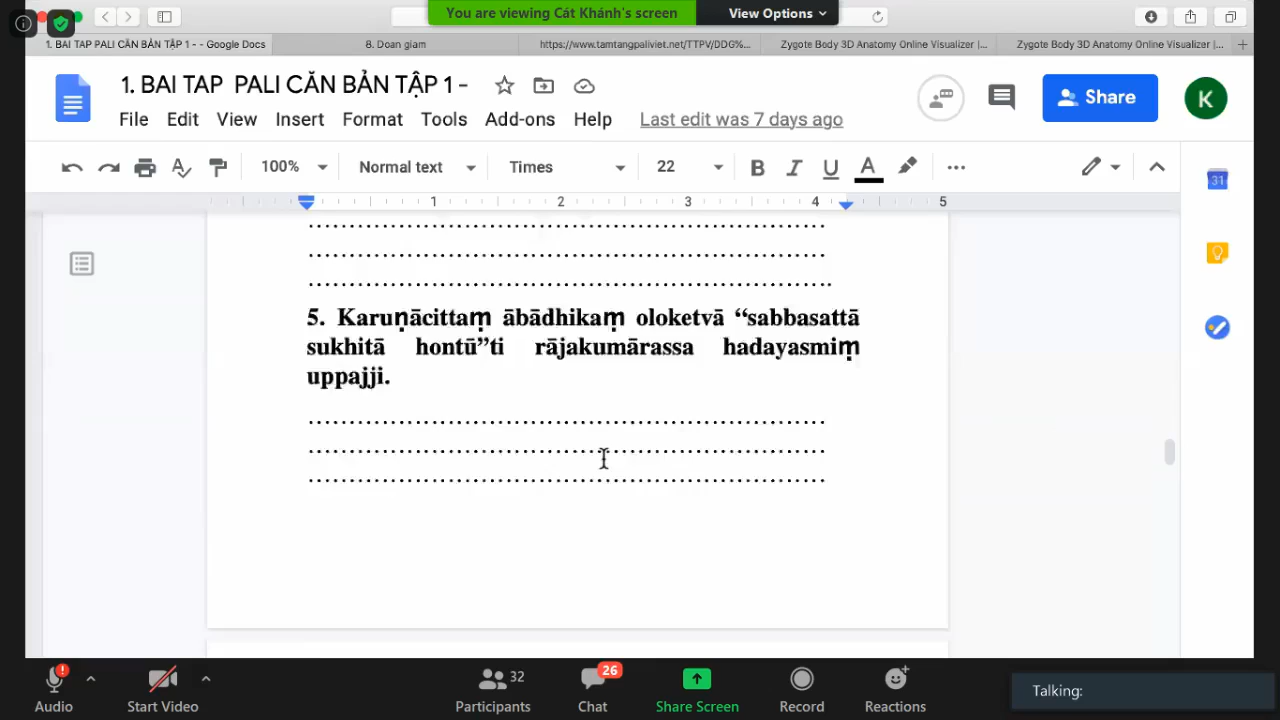 You are viewing Cát Khánh's screen
View Options
1. BAI TAP PALI CĂN BẢN TẬP 1 - - Google Docs
8. Doan giam
https://www.tamtangpaliviet.net/TTPV/DDG%...
Zygote Body 3D Anatomy Online Visualizer |...
Zygote Body 3D Anatomy Online Visualizer |...
1. BAI TAP PALI CĂN BẢN TẬP 1 -
Share
K
File Edit View Insert Format Tools Add-ons Help Last edit was 7 days ago
100% Normal text Times 22 B I U A
1 2 3 4 5
31
..............................................................
..............................................................
...............................................................
5. Karuṇācittaṃ ābādhikaṃ oloketvā “sabbasattā
sukhitā hontū”ti rājakumārassa hadayasmiṃ
uppajji.
..............................................................
..............................................................
..............................................................
32
26
Audio
Start Video
Participants
Chat
Share Screen
Record
Reactions
Talking: